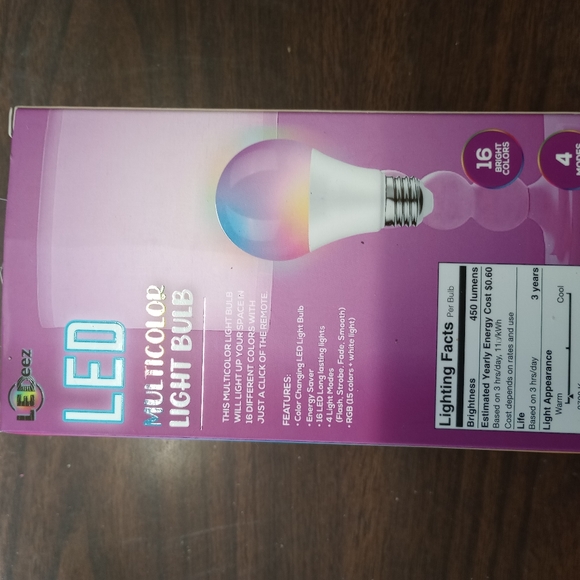 LEDeez
LED
MULTICOLOR
LIGHT BULB
THIS MULTICOLOR LIGHT BULB
WILL LIGHT UP YOUR SPACE IN
16 DIFFERENT COLORS WITH
JUST A CLICK OF THE REMOTE
FEATURES:
• Color Changing LED Light Bulb
• Energy Saver
• 16 LED Long lasting lights
• 4 Light Modes
(Flash, Strobe, Fade, Smooth)
• RGB (15 colors + white light)
16
BRIGHT
COLORS
4
MODES
Lighting Facts Per Bulb
Brightness 450 lumens
Estimated Yearly Energy Cost $0.60
Based on 3 hrs/day, 11¢/kWh
Cost depends on rates and use
Life
Based on 3 hrs/day 3 years
Light Appearance
Warm Cool